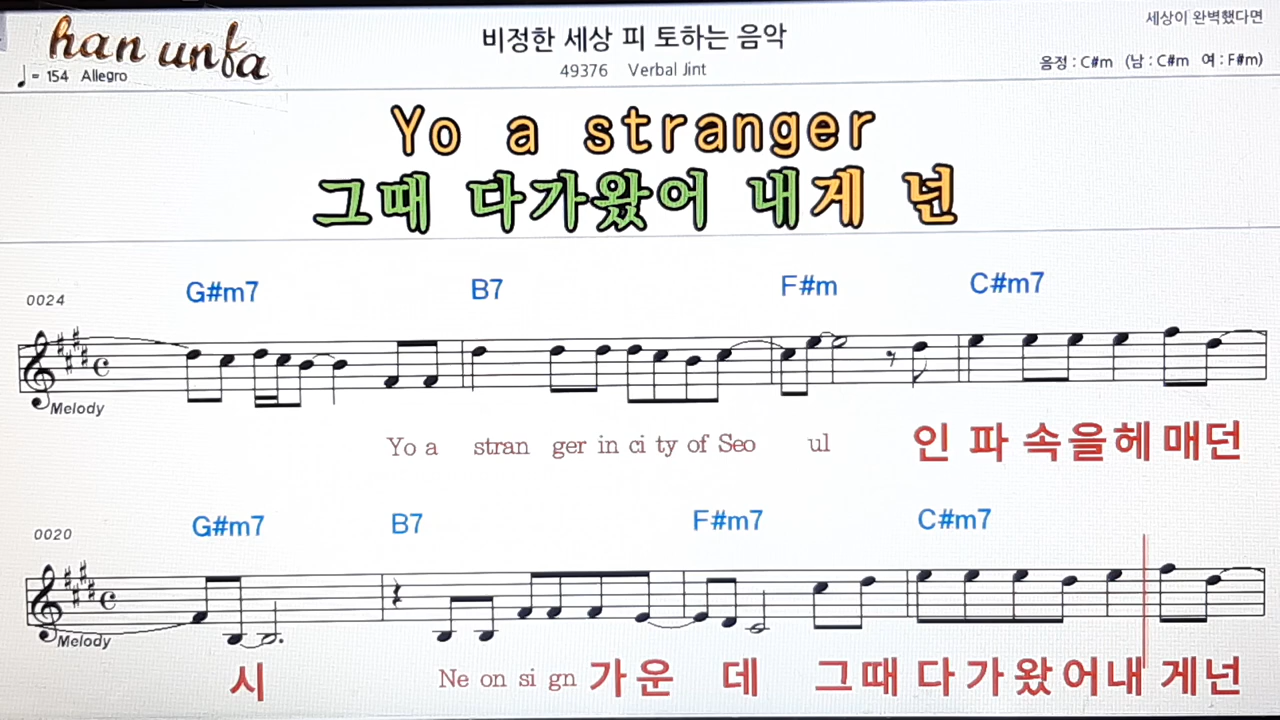 han unfa
♩= 154 Allegro
비정한 세상 피 토하는 음악
49376 Verbal Jint
세상이 완벽했다면
음정 : C#m (남 : C#m 여 : F#m)
Yo a stranger
그때 다가왔어 내게 넌
0024 G#m7 B7 F#m C#m7
Melody
Yo a stran ger in ci ty of Seo ul 인 파 속을헤 매던
0020 G#m7 B7 F#m7 C#m7
Melody
시 Ne on si gn 가운 데 그때 다가왔어내 게넌